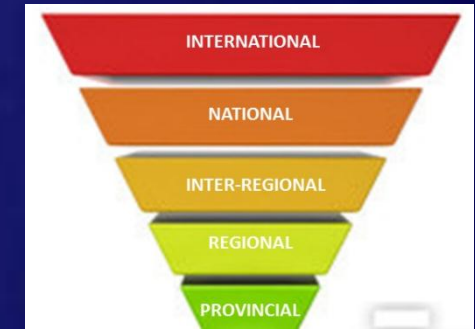 INTERNATIONAL
NATIONAL
INTER-REGIONAL
REGIONAL
PROVINCIAL